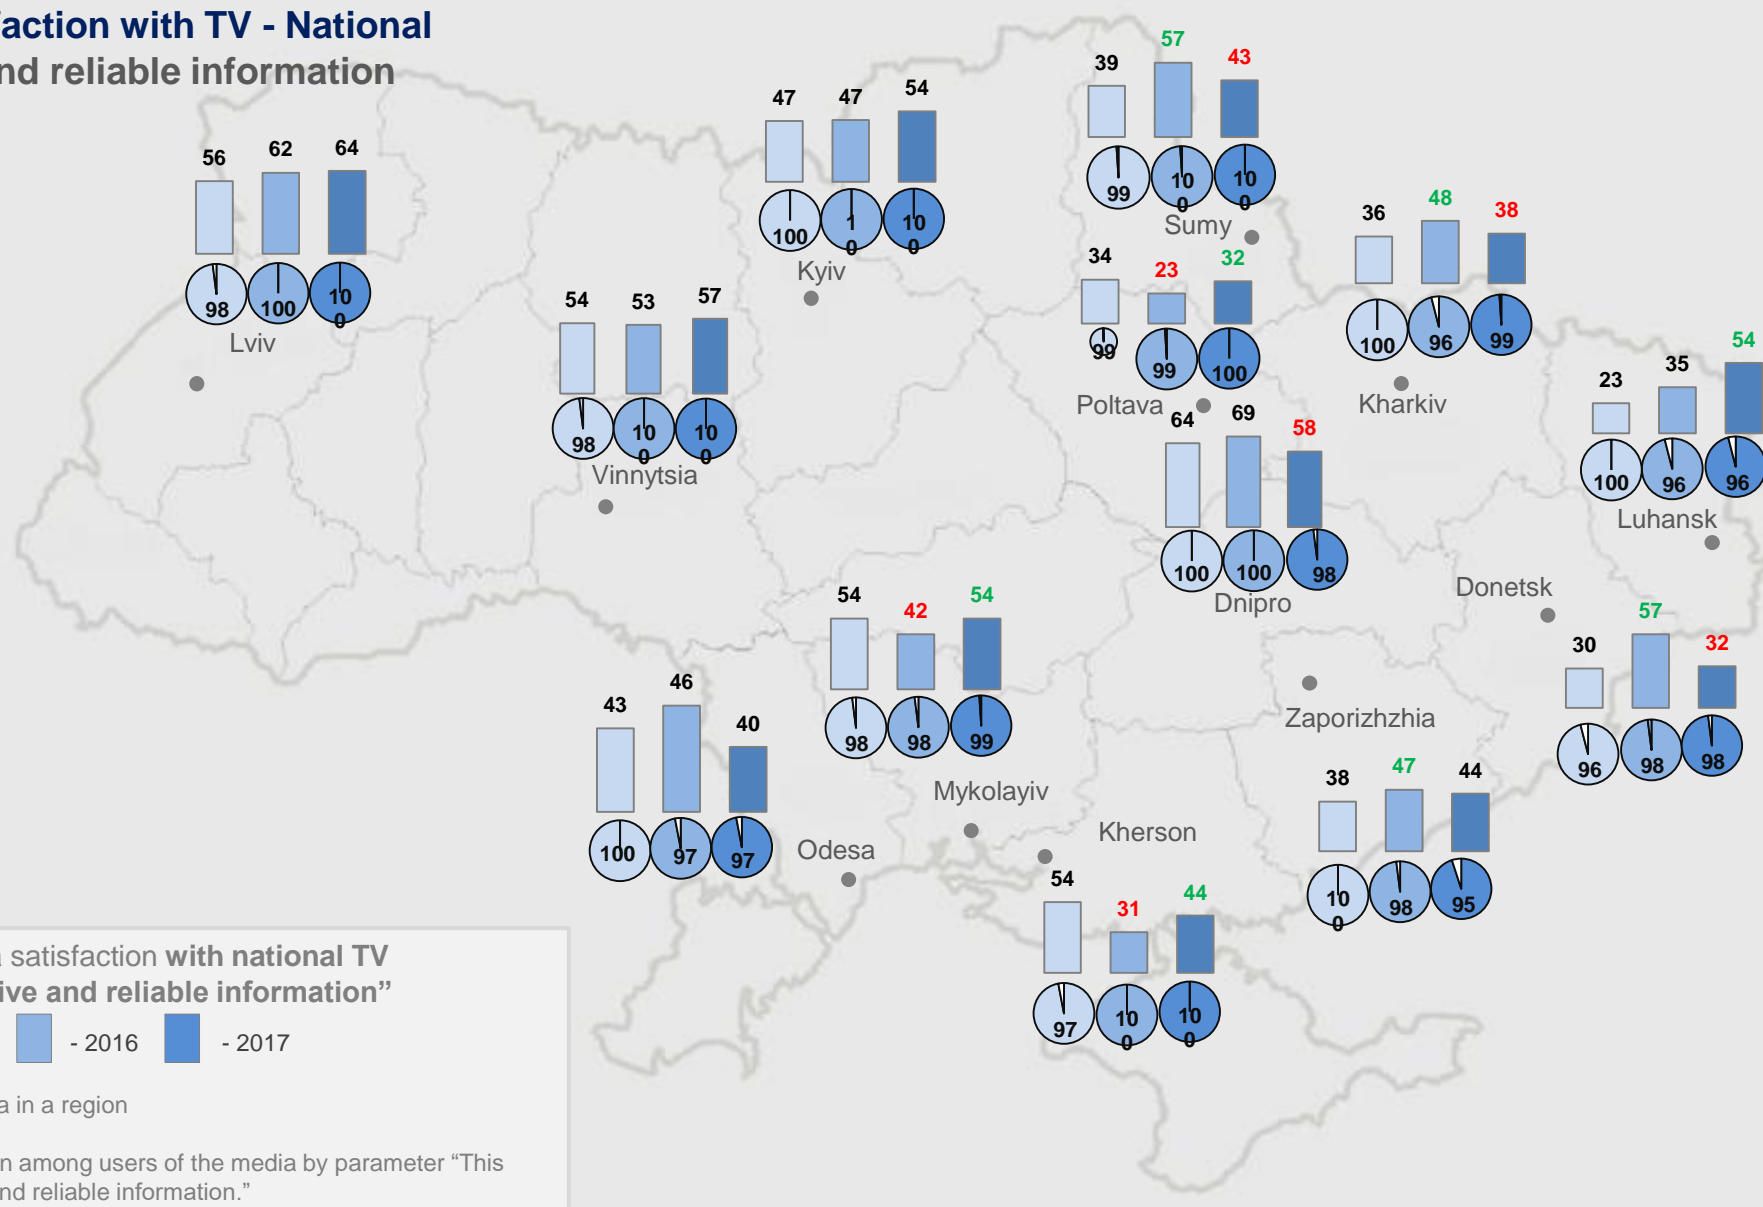 faction with TV - National
nd reliable information
56 62 64
98 100 10
0
Lviv
54 53 57
98 10 10
0 0
Vinnytsia
47 47 54
100 1 10
0 0
Kyiv
39 57 43
99 10 10
0 0
Sumy
34 23 32
99 99 100
Poltava
36 48 38
100 96 99
Kharkiv
23 35 54
100 96 96
Luhansk
64 69 58
100 100 98
Dnipro
Donetsk
30 57 32
96 98 98
54 42 54
98 98 99
Mykolayiv
43 46 40
100 97 97
Odesa
Zaporizhzhia
38 47 44
10 98 95
0
Kherson
54 31 44
97 10 10
0 0
a satisfaction with national TV
ive and reliable information”
- 2016 - 2017
a in a region
n among users of the media by parameter “This
nd reliable information.”